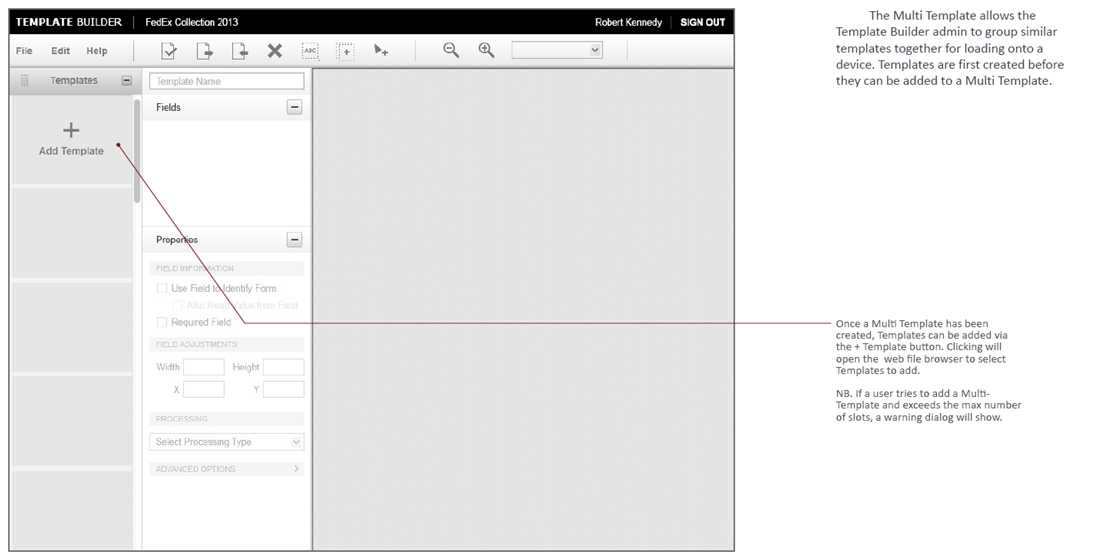 TEMPLATE BUILDER FedEx Collection 2013 Robert Kennedy SIGN OUT
File Edit Help ABC
Templates
Add Template
Template Name
Fields
Properties
FIELD INFORMATION
Use Field to Identify Form
Also Read Value from Field
Required Field
FIELD ADJUSTMENTS
Width Height
X Y
PROCESSING
Select Processing Type
ADVANCED OPTIONS
The Multi Template allows the
Template Builder admin to group similar
templates together for loading onto a
device. Templates are first created before
they can be added to a Multi Template.
Once a Multi Template has been
created, Templates can be added via
the + Template button. Clicking will
open the web file browser to select
Templates to add.
NB. If a user tries to add a Multi-
Template and exceeds the max number
of slots, a warning dialog will show.